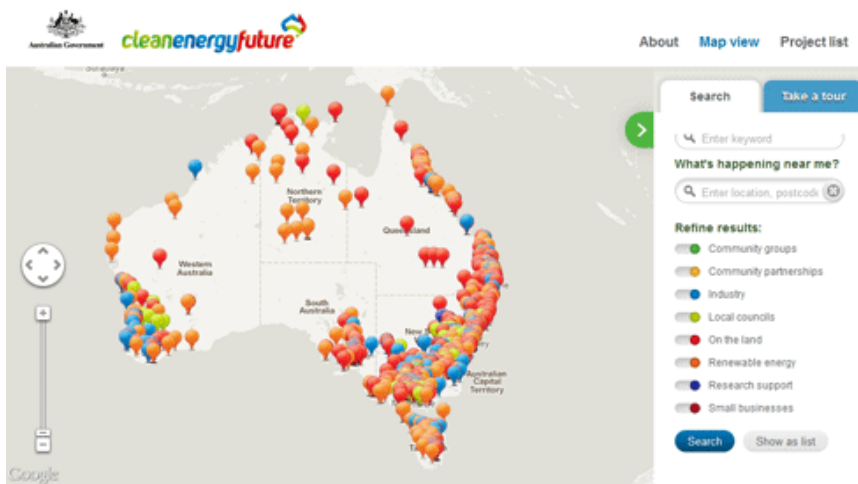 Australian Government
cleanenergyfuture
About
Map view
Project list
Surabaya
Search
Take a tour
Enter keyword
What's happening near me?
Enter location, postcode
Refine results:
Community groups
Community partnerships
Industry
Local councils
On the land
Renewable energy
Research support
Small businesses
Search
Show as list
Northern
Territory
Western
Australia
South
Australia
Australian
Capital
Territory
Google